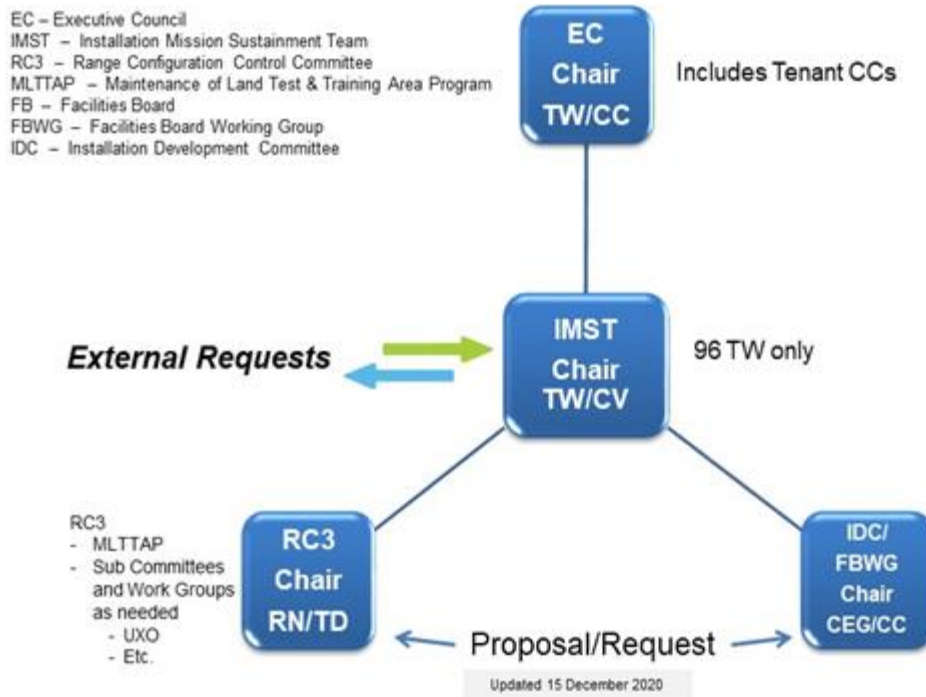 EC – Executive Council
IMST – Installation Mission Sustainment Team
RC3 – Range Configuration Control Committee
MLTTAP – Maintenance of Land Test & Training Area Program
FB – Facilities Board
FBWG – Facilities Board Working Group
IDC – Installation Development Committee
EC
Chair
TW/CC
Includes Tenant CCs
External Requests
IMST
Chair
TW/CV
96 TW only
RC3
- MLTTAP
- Sub Committees
and Work Groups
as needed
- UXO
- Etc.
RC3
Chair
RN/TD
IDC/
FBWG
Chair
CEG/CC
Proposal/Request
Updated 15 December 2020